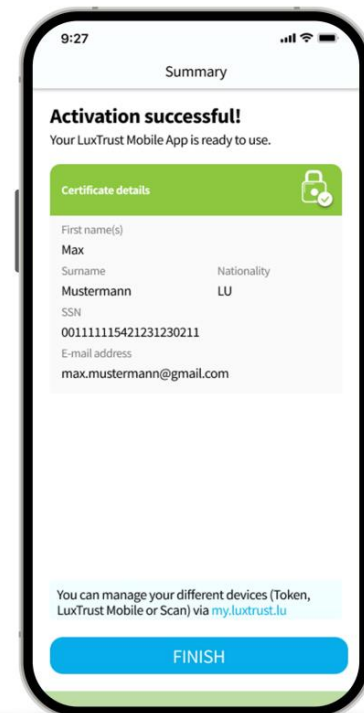 9:27
Summary
Activation successful!
Your LuxTrust Mobile App is ready to use.
Certificate details
First name(s)
Max
Surname Nationality
Mustermann LU
SSN
00111111542123123​0211
E-mail address
max.mustermann@gmail.com
You can manage your different devices (Token,
LuxTrust Mobile or Scan) via my.luxtrust.lu
FINISH